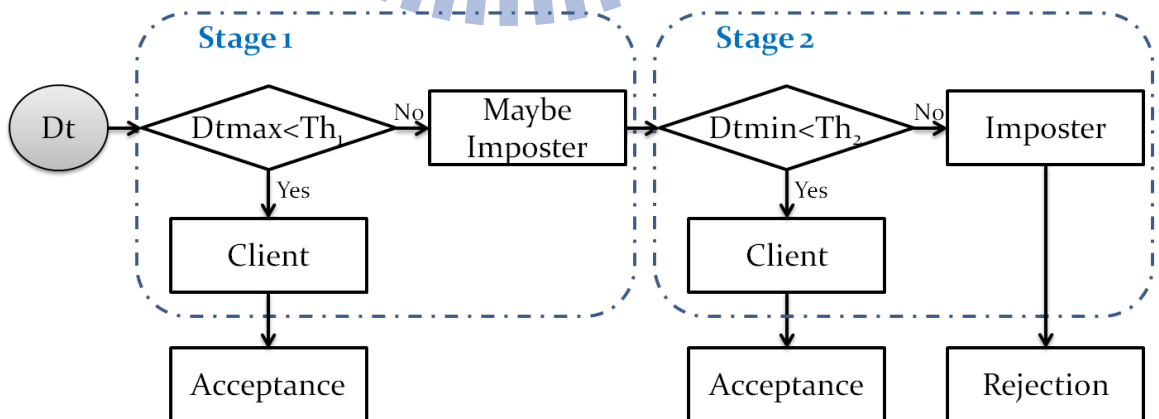 Stage 1
Stage 2
Dt
Dtmax<Th₁
No
Maybe
Imposter
Dtmin<Th₂
No
Imposter
Yes
Yes
Client
Client
Acceptance
Acceptance
Rejection